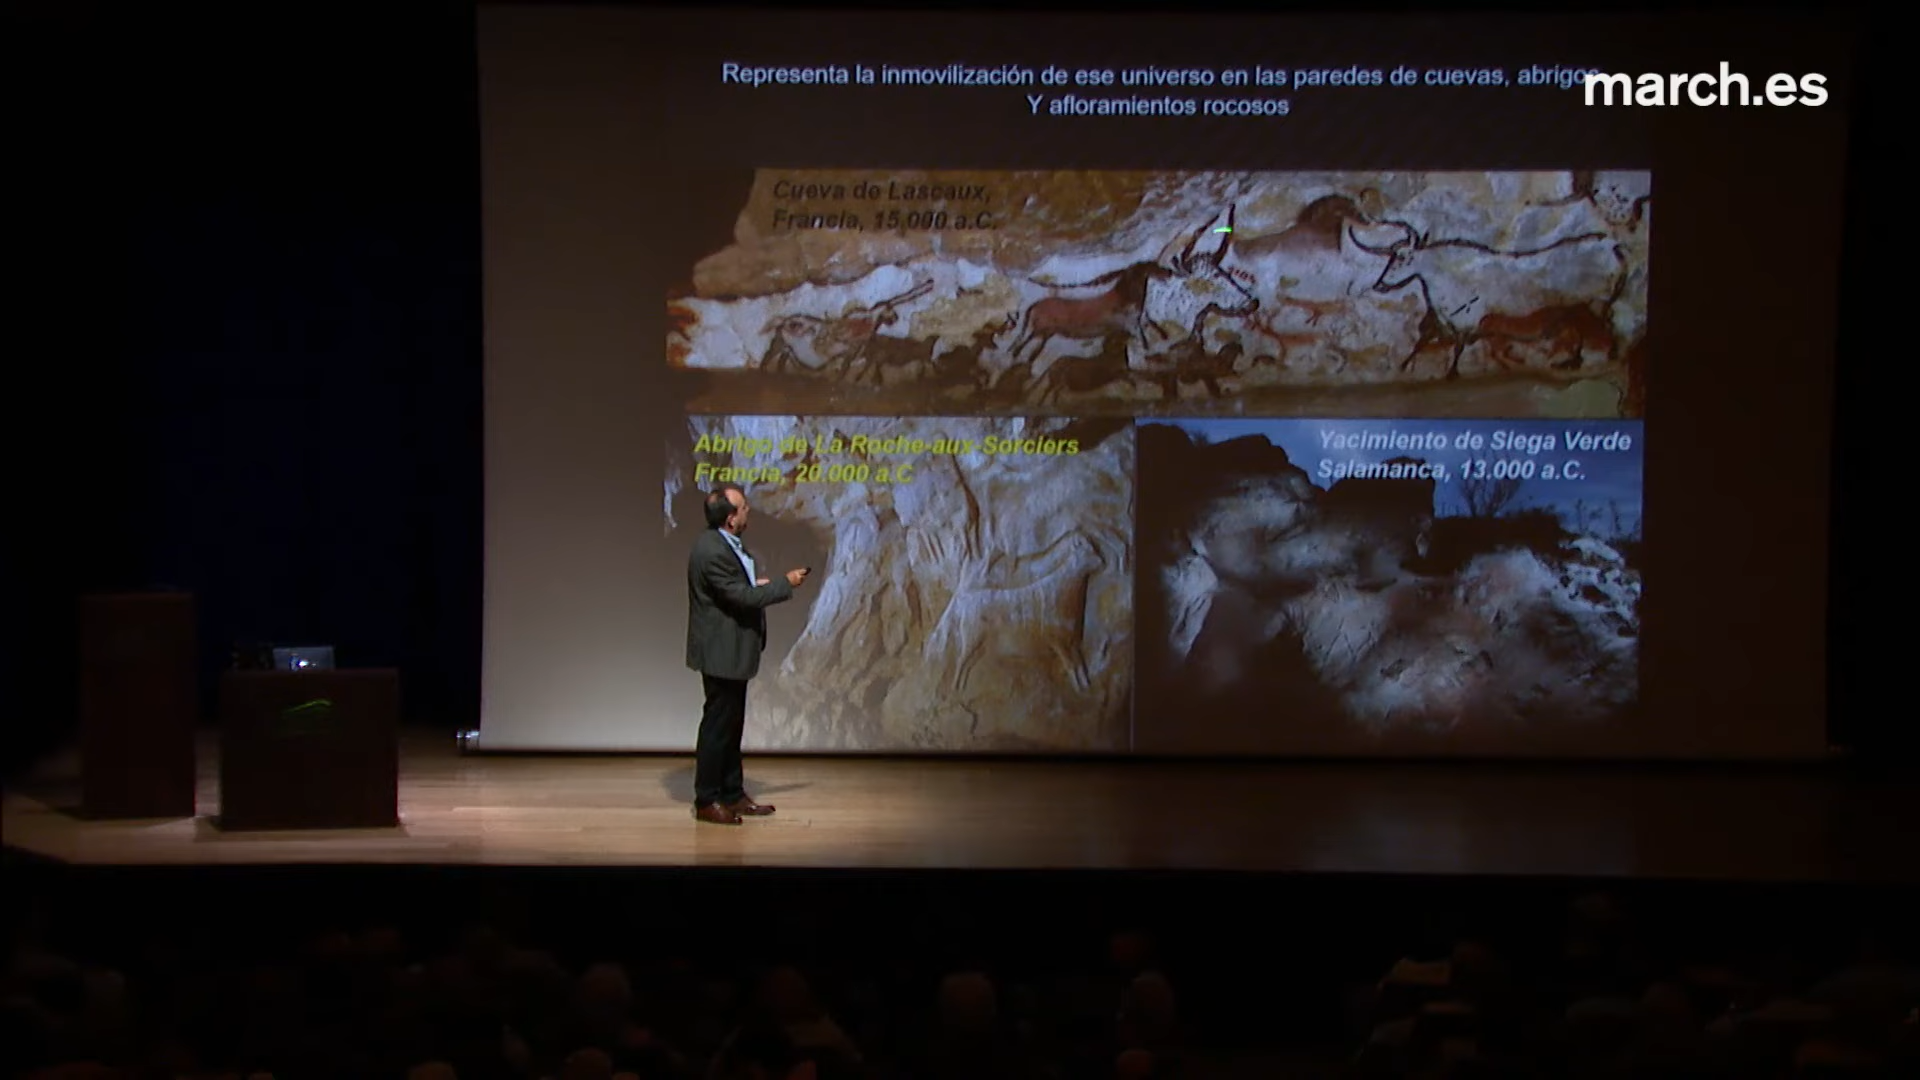 Representa la inmovilización de ese universo en las paredes de cuevas, abrigos
Y afloramientos rocosos
march.es
Cueva de Lascaux,
Francia, 15.000 a.C.
Abrigo de La Roche-aux-Sorciers
Francia, 20.000 a.C
Yacimiento de Siega Verde
Salamanca, 13.000 a.C.